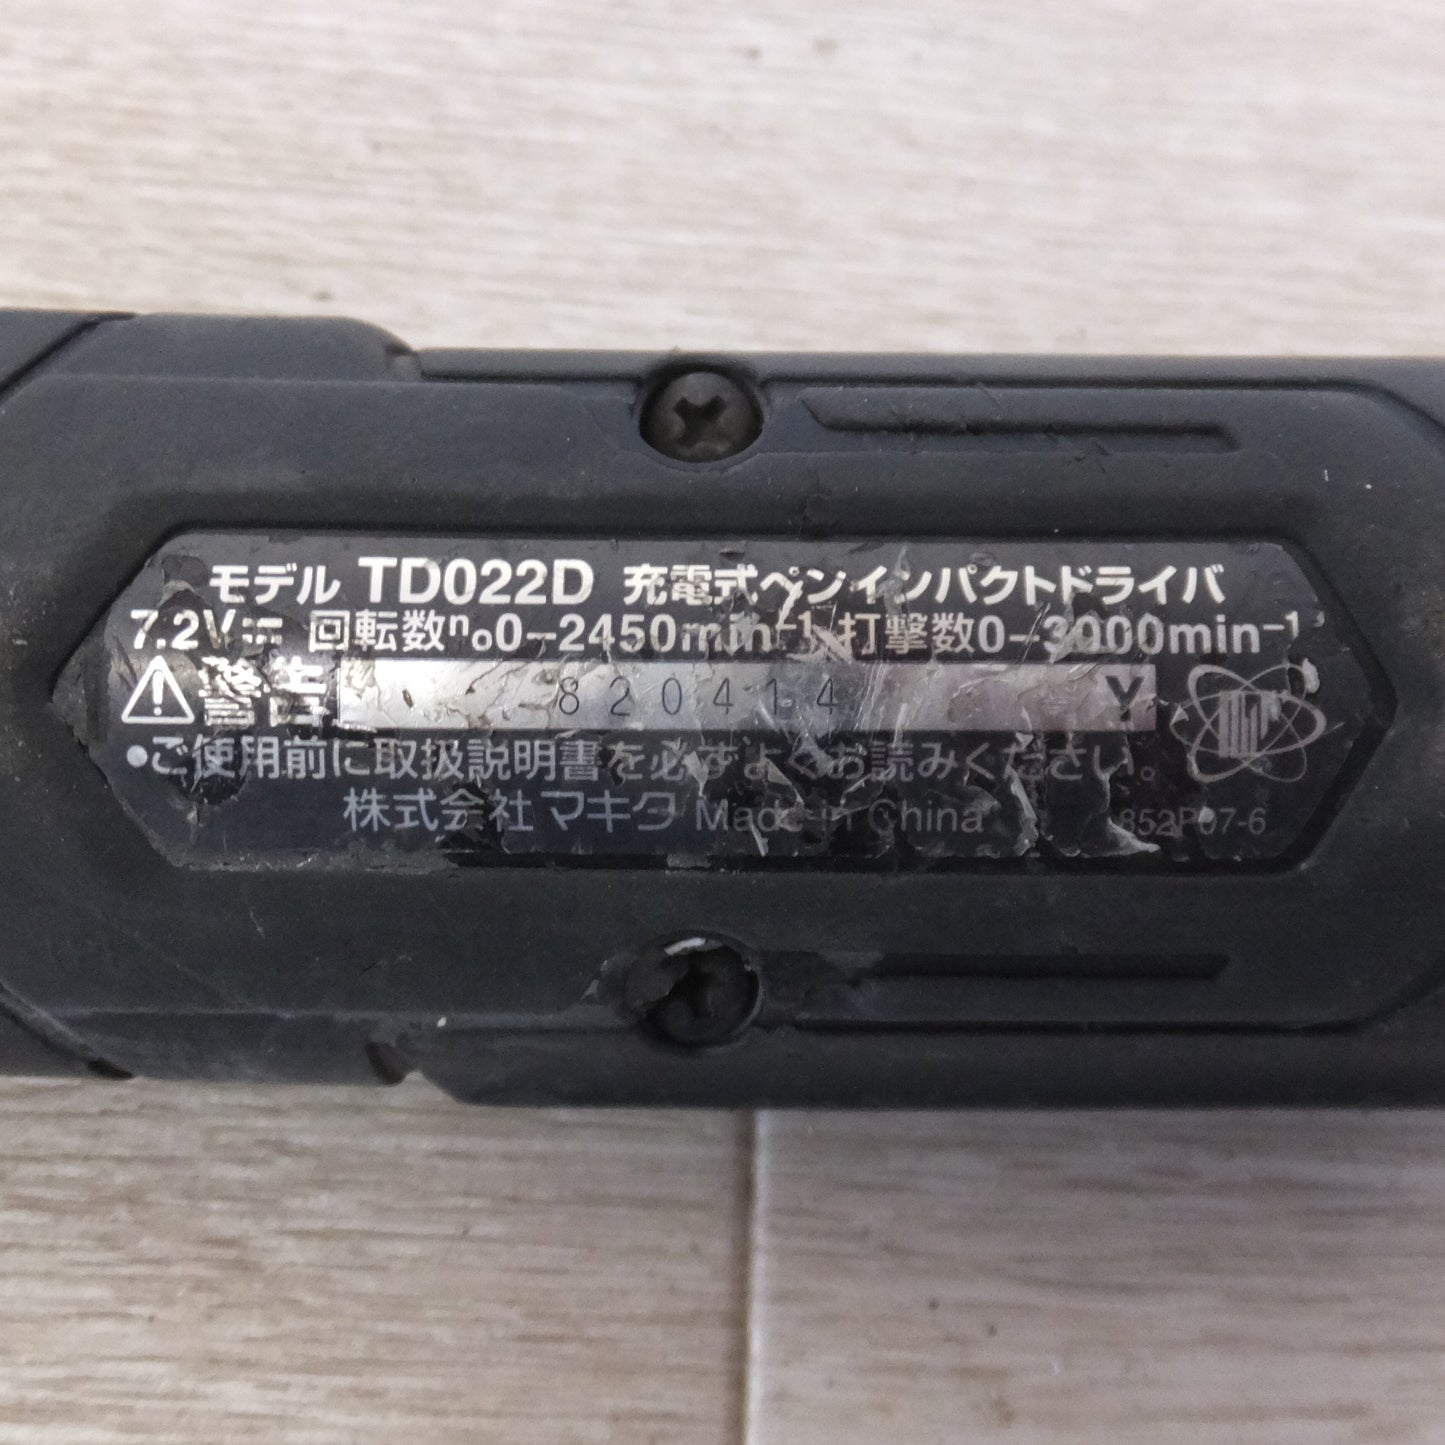 モデル TD022D 充電式ペンインパクトドライバ
7.2V⎓ 回転数n₀0−2450min⁻¹ 打撃数0−3000min⁻¹
⚠警告 820414 Y
●ご使用前に取扱説明書を必ずよくお読みください。
株式会社マキタ Made in China 852P07-6